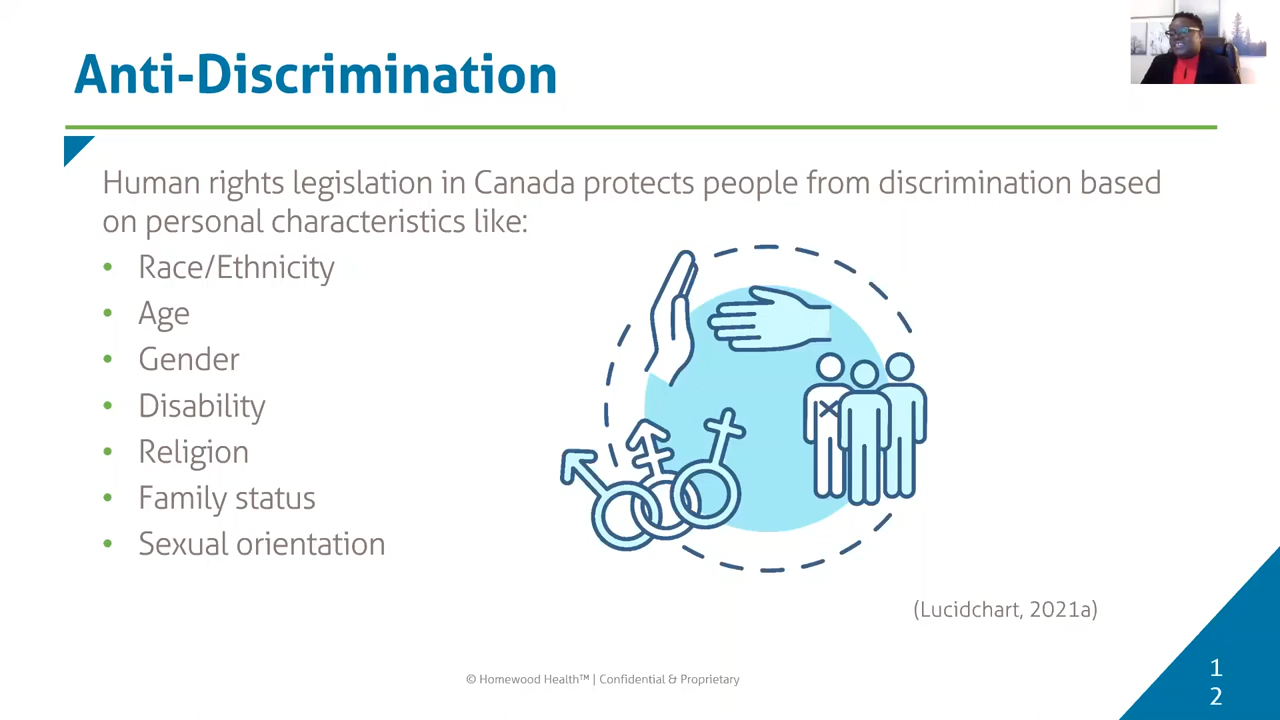 Anti-Discrimination
Human rights legislation in Canada protects people from discrimination based
on personal characteristics like:
• Race/Ethnicity
• Age
• Gender
• Disability
• Religion
• Family status
• Sexual orientation
(Lucidchart, 2021a)
© Homewood Health™ | Confidential & Proprietary
1
2